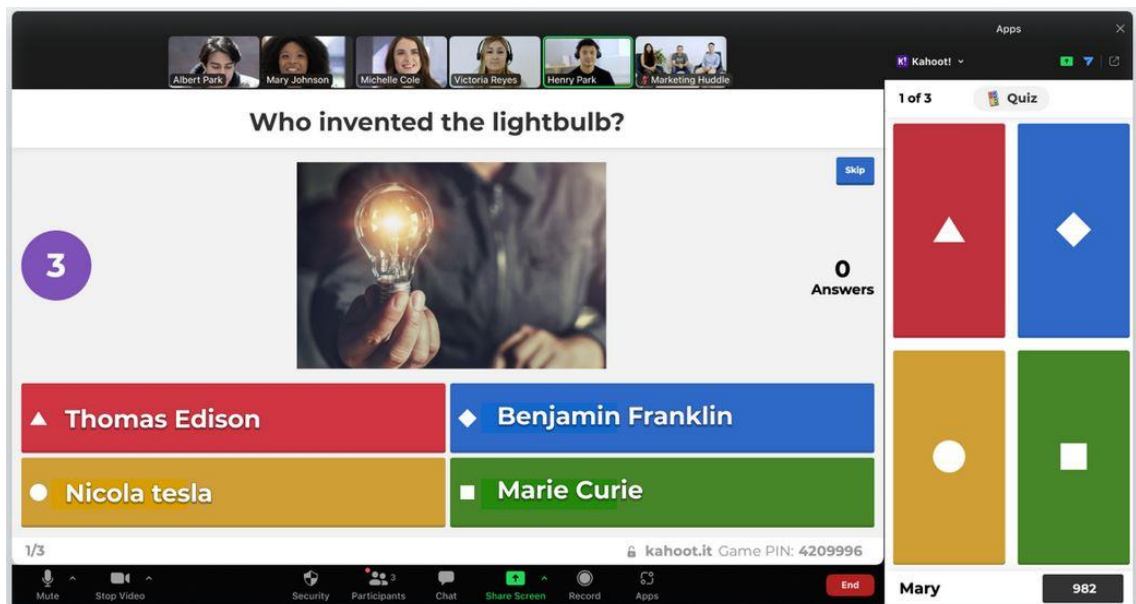 Apps
Albert Park
Mary Johnson
Michelle Cole
Victoria Reyes
Henry Park
Marketing Huddle
K! Kahoot!
1 of 3
Quiz
Who invented the lightbulb?
Skip
3
0
Answers
Thomas Edison
Benjamin Franklin
Nicola tesla
Marie Curie
1/3
kahoot.it Game PIN: 4209996
Mute
Stop Video
Security
Participants
3
Chat
Share Screen
Record
Apps
End
Mary
982